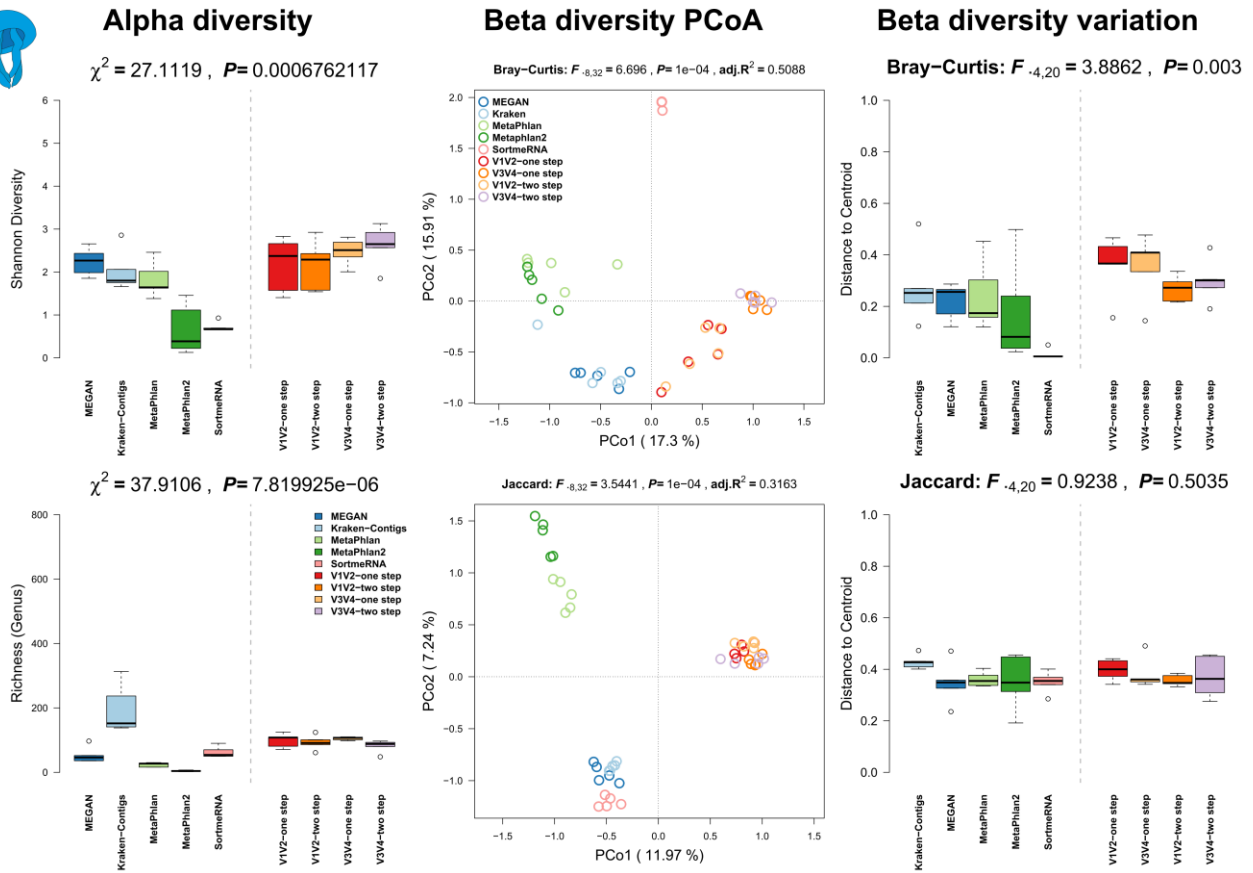 Alpha diversity
Beta diversity PCoA
Beta diversity variation
χ² = 27.1119 , P= 0.0006762117
Bray−Curtis: F -8,32 = 6.696 , P= 1e−04 , adj.R² = 0.5088
Bray−Curtis: F -4,20 = 3.8862 , P= 0.003
Shannon Diversity
6
5
4
3
2
1
0
MEGAN
Kraken−Contigs
MetaPhlan
MetaPhlan2
SortmeRNA
V1V2−one step
V1V2−two step
V3V4−one step
V3V4−two step
PCo2 ( 15.91 %)
2.0
1.5
1.0
0.5
0.0
−0.5
−1.0
MEGAN
Kraken
MetaPhlan
Metaphlan2
SortmeRNA
V1V2−one step
V3V4−one step
V1V2−two step
V3V4−two step
−1.5 −1.0 −0.5 0.0 0.5 1.0 1.5
PCo1 ( 17.3 %)
Distance to Centroid
1.0
0.8
0.6
0.4
0.2
0.0
Kraken−Contigs
MEGAN
MetaPhlan
MetaPhlan2
SortmeRNA
V1V2−one step
V3V4−one step
V1V2−two step
V3V4−two step
χ² = 37.9106 , P= 7.819925e−06
Jaccard: F -8,32 = 3.5441 , P= 1e−04 , adj.R² = 0.3163
Jaccard: F -4,20 = 0.9238 , P= 0.5035
Richness (Genus)
800
600
400
200
0
MEGAN
Kraken−Contigs
MetaPhlan
MetaPhlan2
SortmeRNA
V1V2−one step
V1V2−two step
V3V4−one step
V3V4−two step
MEGAN
Kraken−Contigs
MetaPhlan
MetaPhlan2
SortmeRNA
V1V2−one step
V1V2−two step
V3V4−one step
V3V4−two step
PCo2 ( 7.24 %)
1.5
1.0
0.5
0.0
−0.5
−1.0
−1.5 −1.0 −0.5 0.0 0.5 1.0 1.5
PCo1 ( 11.97 %)
Distance to Centroid
1.0
0.8
0.6
0.4
0.2
0.0
Kraken−Contigs
MEGAN
MetaPhlan
MetaPhlan2
SortmeRNA
V1V2−one step
V3V4−one step
V1V2−two step
V3V4−two step